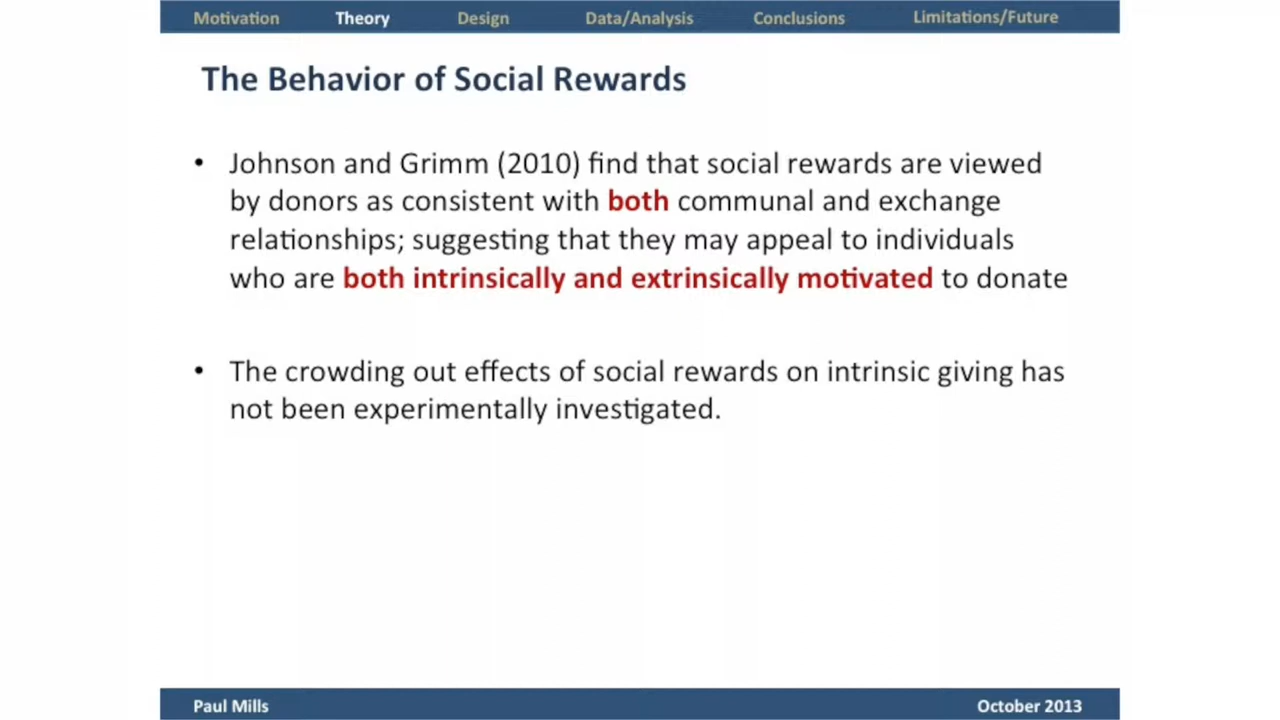 Motivation Theory Design Data/Analysis Conclusions Limitations/Future
The Behavior of Social Rewards
• Johnson and Grimm (2010) find that social rewards are viewed
by donors as consistent with both communal and exchange
relationships; suggesting that they may appeal to individuals
who are both intrinsically and extrinsically motivated to donate
• The crowding out effects of social rewards on intrinsic giving has
not been experimentally investigated.
Paul Mills October 2013